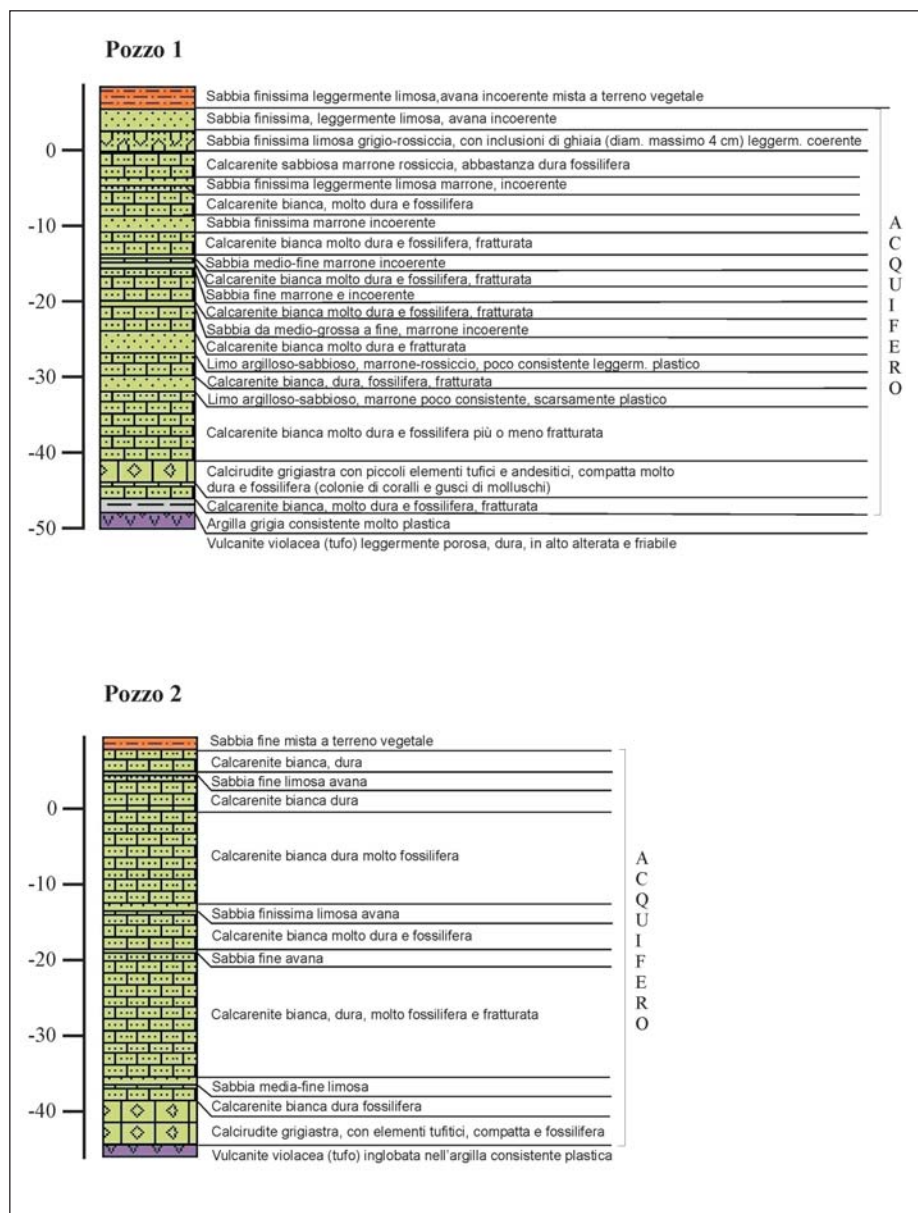 Pozzo 1
Sabbia finissima leggermente limosa,avana incoerente mista a terreno vegetale
Sabbia finissima, leggermente limosa, avana incoerente
Sabbia finissima limosa grigio-rossiccia, con inclusioni di ghiaia (diam. massimo 4 cm) leggerm. coerente
0
Calcarenite sabbiosa marrone rossiccia, abbastanza dura fossilifera
Sabbia finissima leggermente limosa marrone, incoerente
Calcarenite bianca, molto dura e fossilifera
-10
Sabbia finissima marrone incoerente
Calcarenite bianca molto dura e fossilifera, fratturata
Sabbia medio-fine marrone incoerente
Calcarenite bianca molto dura e fossilifera, fratturata
Sabbia fine marrone e incoerente
-20
Calcarenite bianca molto dura e fossilifera, fratturata
Sabbia da medio-grossa a fine, marrone incoerente
Calcarenite bianca molto dura e fratturata
Limo argilloso-sabbioso, marrone-rossiccio, poco consistente leggerm. plastico
-30
Calcarenite bianca, dura, fossilifera, fratturata
Limo argilloso-sabbioso, marrone poco consistente, scarsamente plastico
Calcarenite bianca molto dura e fossilifera più o meno fratturata
-40
Calcirudite grigiastra con piccoli elementi tufici e andesitici, compatta molto
dura e fossilifera (colonie di coralli e gusci di molluschi)
Calcarenite bianca, molto dura e fossilifera, fratturata
-50
Argilla grigia consistente molto plastica
Vulcanite violacea (tufo) leggermente porosa, dura, in alto alterata e friabile
A
C
Q
U
I
F
E
R
O
Pozzo 2
Sabbia fine mista a terreno vegetale
Calcarenite bianca, dura
Sabbia fine limosa avana
0
Calcarenite bianca dura
Calcarenite bianca dura molto fossilifera
-10
Sabbia finissima limosa avana
Calcarenite bianca molto dura e fossilifera
-20
Sabbia fine avana
Calcarenite bianca, dura, molto fossilifera e fratturata
-30
Sabbia media-fine limosa
Calcarenite bianca dura fossilifera
-40
Calcirudite grigiastra, con elementi tufitici, compatta e fossilifera
Vulcanite violacea (tufo) inglobata nell'argilla consistente plastica
A
C
Q
U
I
F
E
R
O